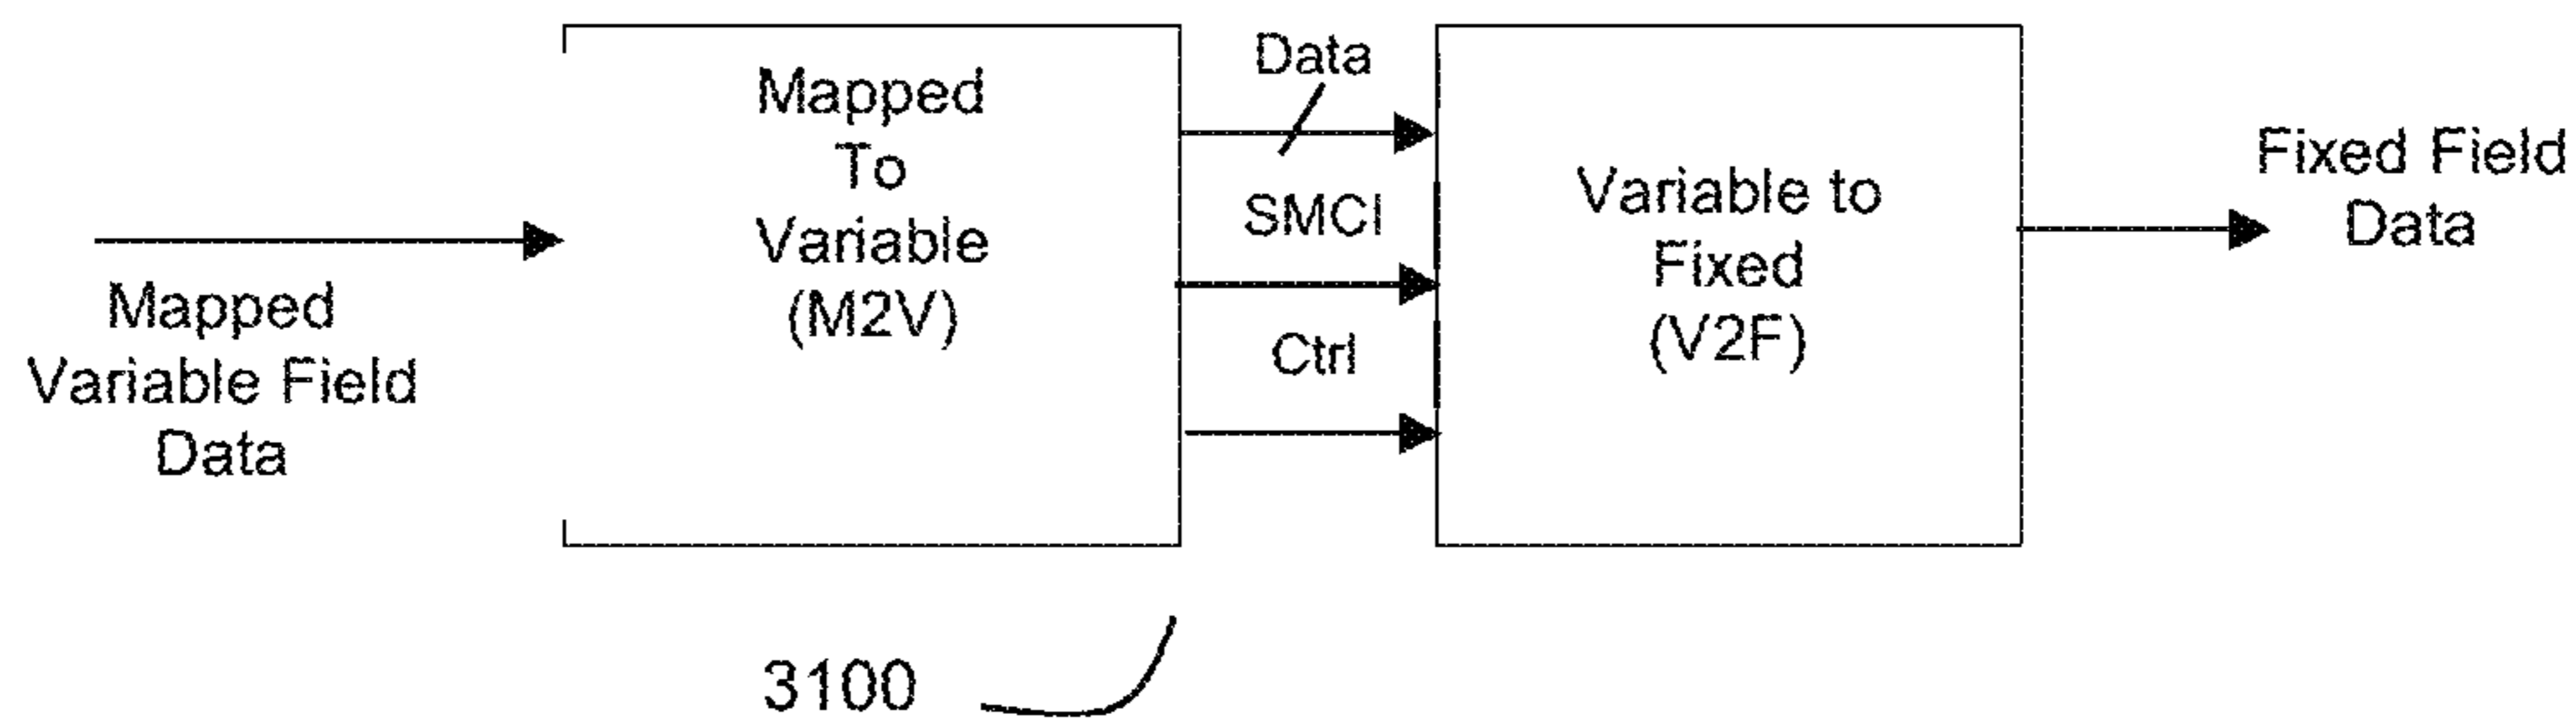 Mapped
Variable Field
Data
Mapped
To
Variable
(M2V)
Data
SMCI
Ctrl
Variable to
Fixed
(V2F)
Fixed Field
Data
3100